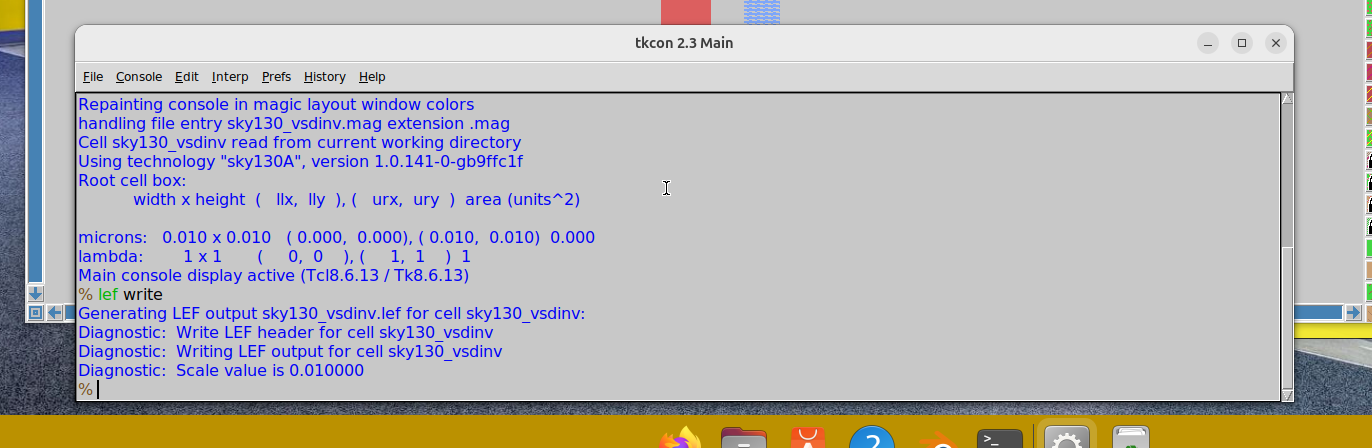 tkcon 2.3 Main
File Console Edit Interp Prefs History Help
Repainting console in magic layout window colors
handling file entry sky130_vsdinv.mag extension .mag
Cell sky130_vsdinv read from current working directory
Using technology "sky130A", version 1.0.141-0-gb9ffc1f
Root cell box:
width x height ( llx, lly ), ( urx, ury ) area (units^2)
microns: 0.010 x 0.010 ( 0.000, 0.000), ( 0.010, 0.010) 0.000
lambda: 1 x 1 ( 0, 0 ), ( 1, 1 ) 1
Main console display active (Tcl8.6.13 / Tk8.6.13)
% lef write
Generating LEF output sky130_vsdinv.lef for cell sky130_vsdinv:
Diagnostic: Write LEF header for cell sky130_vsdinv
Diagnostic: Writing LEF output for cell sky130_vsdinv
Diagnostic: Scale value is 0.010000
%